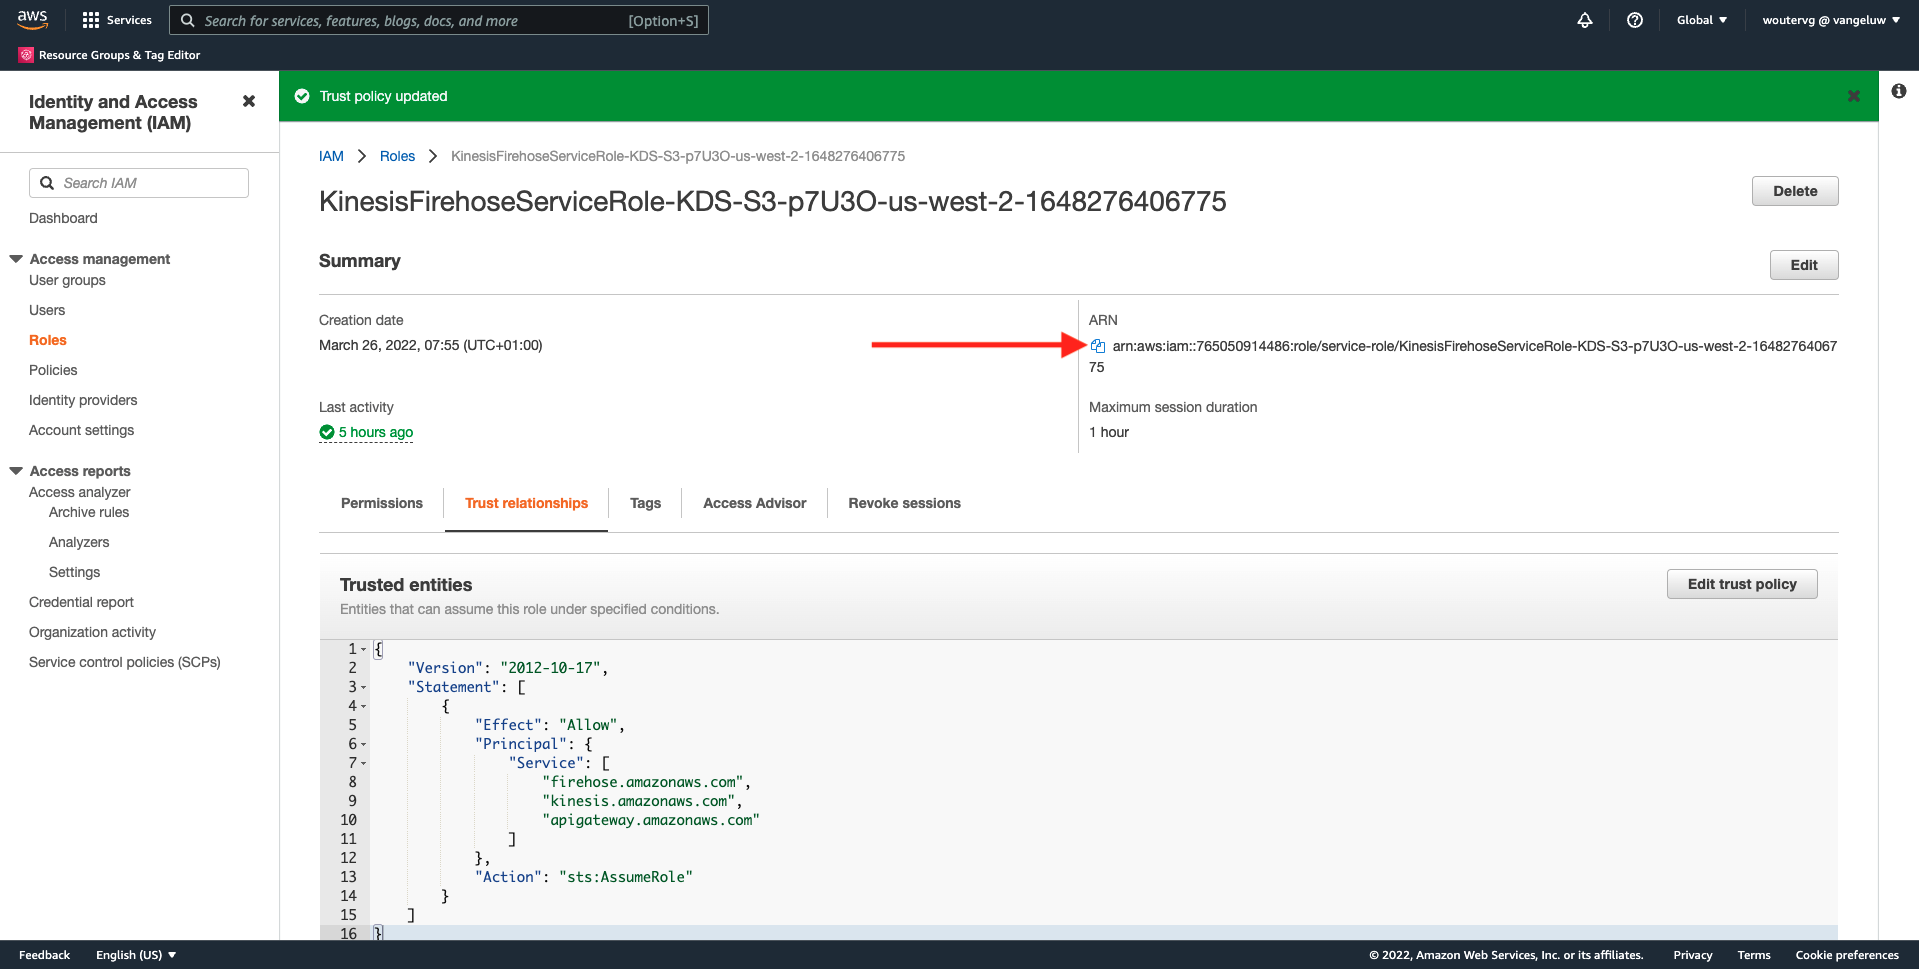 aws
Services
Search for services, features, blogs, docs, and more
[Option+S]
Global
woutervg @ vangeluw
Resource Groups & Tag Editor
Identity and Access
Management (IAM)
Search IAM
Dashboard
Access management
User groups
Users
Roles
Policies
Identity providers
Account settings
Access reports
Access analyzer
Archive rules
Analyzers
Settings
Credential report
Organization activity
Service control policies (SCPs)
Trust policy updated
IAM > Roles > KinesisFirehoseServiceRole-KDS-S3-p7U3O-us-west-2-1648276406775
KinesisFirehoseServiceRole-KDS-S3-p7U3O-us-west-2-1648276406775
Delete
Summary
Edit
Creation date
March 26, 2022, 07:55 (UTC+01:00)
ARN
arn:aws:iam::765050914486:role/service-role/KinesisFirehoseServiceRole-KDS-S3-p7U3O-us-west-2-16482764067
75
Last activity
5 hours ago
Maximum session duration
1 hour
Permissions
Trust relationships
Tags
Access Advisor
Revoke sessions
Trusted entities
Entities that can assume this role under specified conditions.
Edit trust policy
1 {
2 "Version": "2012-10-17",
3 "Statement": [
4 {
5 "Effect": "Allow",
6 "Principal": {
7 "Service": [
8 "firehose.amazonaws.com",
9 "kinesis.amazonaws.com",
10 "apigateway.amazonaws.com"
11 ]
12 },
13 "Action": "sts:AssumeRole"
14 }
15 ]
16 }
Feedback
English (US)
© 2022, Amazon Web Services, Inc. or its affiliates.
Privacy
Terms
Cookie preferences